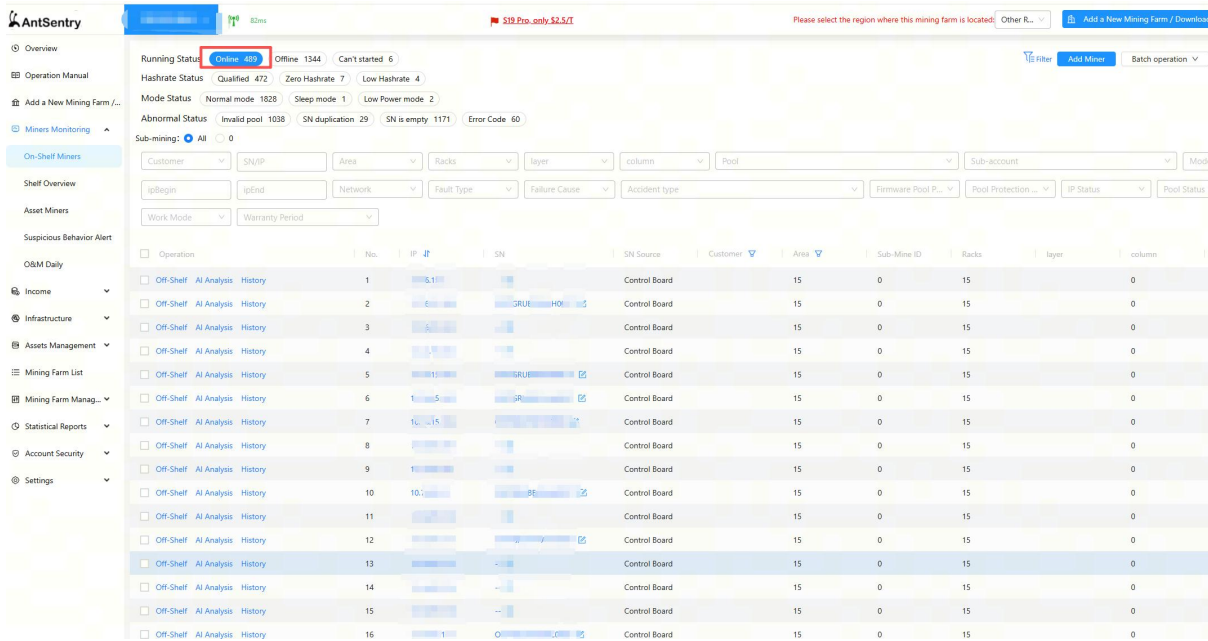 AntSentry
82ms
S19 Pro, only $2.5/T
Please select the region where this mining farm is located: Other R...
Add a New Mining Farm / Download
Overview
Operation Manual
Add a New Mining Farm /...
Miners Monitoring
On-Shelf Miners
Shelf Overview
Asset Miners
Suspicious Behavior Alert
O&M Daily
Income
Infrastructure
Assets Management
Mining Farm List
Mining Farm Manag...
Statistical Reports
Account Security
Settings
Running Status Online 489 Offline 1344 Can't started 6
Filter Add Miner Batch operation
Hashrate Status Qualified 472 Zero Hashrate 7 Low Hashrate 4
Mode Status Normal mode 1828 Sleep mode 1 Low Power mode 2
Abnormal Status Invalid pool 1038 SN duplication 29 SN is empty 1171 Error Code 60
Sub-mining: All 0
Customer SN/IP Area Racks layer column Pool Sub-account Mode
ipBegin ipEnd Network Fault Type Failure Cause Accident type Firmware Pool P... Pool Protection ... IP Status Pool Status
Work Mode Warranty Period
Operation No. IP SN SN Source Customer Area Sub-Mine ID Racks layer column
Off-Shelf AI Analysis History 1 Control Board 15 0 15 0
Off-Shelf AI Analysis History 2 Control Board 15 0 15 0
Off-Shelf AI Analysis History 3 Control Board 15 0 15 0
Off-Shelf AI Analysis History 4 Control Board 15 0 15 0
Off-Shelf AI Analysis History 5 Control Board 15 0 15 0
Off-Shelf AI Analysis History 6 Control Board 15 0 15 0
Off-Shelf AI Analysis History 7 Control Board 15 0 15 0
Off-Shelf AI Analysis History 8 Control Board 15 0 15 0
Off-Shelf AI Analysis History 9 Control Board 15 0 15 0
Off-Shelf AI Analysis History 10 Control Board 15 0 15 0
Off-Shelf AI Analysis History 11 Control Board 15 0 15 0
Off-Shelf AI Analysis History 12 Control Board 15 0 15 0
Off-Shelf AI Analysis History 13 -- Control Board 15 0 15 0
Off-Shelf AI Analysis History 14 -- Control Board 15 0 15 0
Off-Shelf AI Analysis History 15 -- Control Board 15 0 15 0
Off-Shelf AI Analysis History 16 Control Board 15 0 15 0